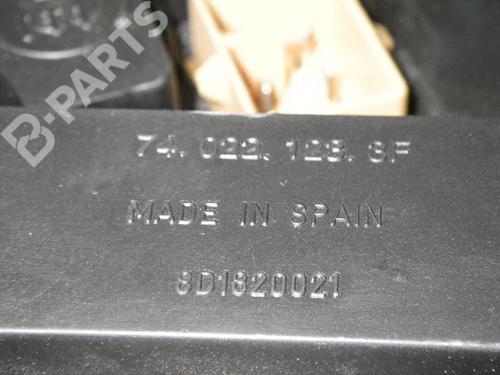 B-PARTS
74.022.128.8F
MADE IN SPAIN
8D1820021